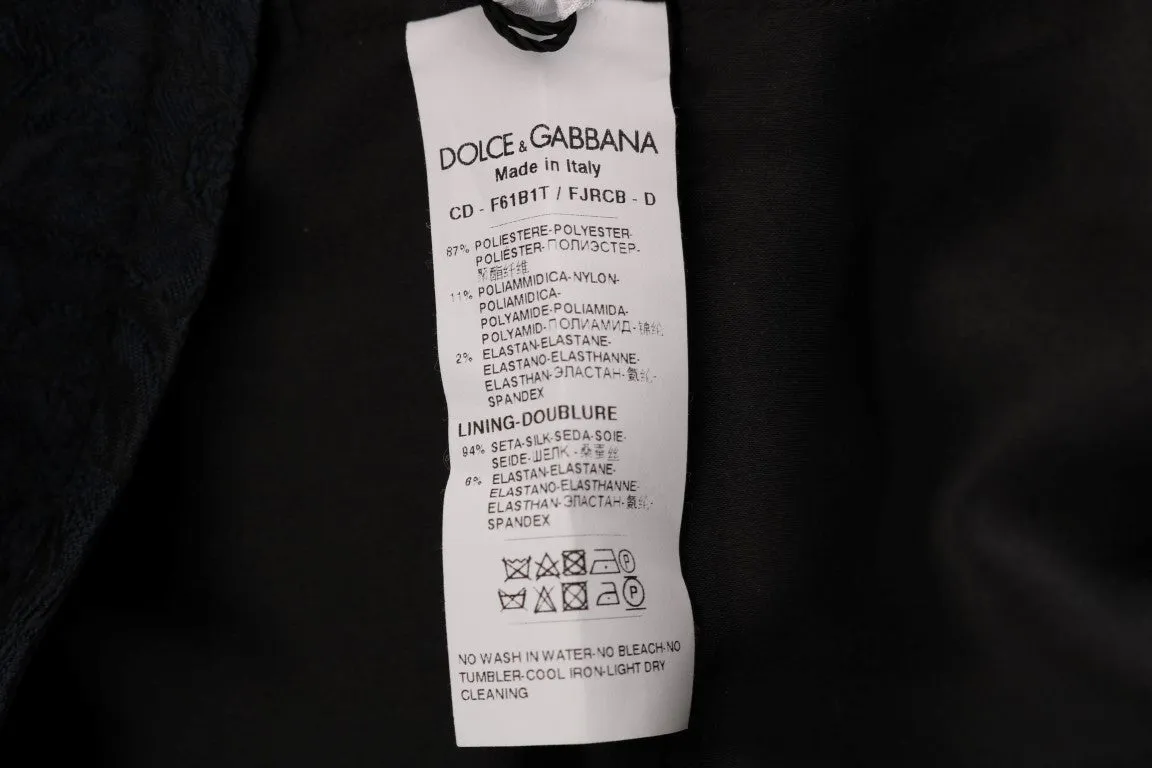 DOLCE & GABBANA
Made in Italy
CD - F61B1T / FJRCB - D
87% POLIESTERE-POLYESTER-
POLIÉSTER-ПОЛИЭСТЕР-
聚酯纤维
11% POLIAMMIDICA-NYLON-
POLIAMIDICA-
POLYAMIDE-POLIAMIDA-
POLYAMID-ПОЛИАМИД-锦纶
2% ELASTAN-ELASTANE-
ELASTANO-ELASTHANNE-
ELASTHAN-ЭЛАСТАН-氨纶-
SPANDEX
LINING-DOUBLURE
94% SETA-SILK-SEDA-SOIE-
SEIDE-ШЕЛК-桑蚕丝
6% ELASTAN-ELASTANE-
ELASTANO-ELASTHANNE-
ELASTHAN-ЭЛАСТАН-氨纶-
SPANDEX
P
P
NO WASH IN WATER-NO BLEACH-NO
TUMBLER-COOL IRON-LIGHT DRY
CLEANING